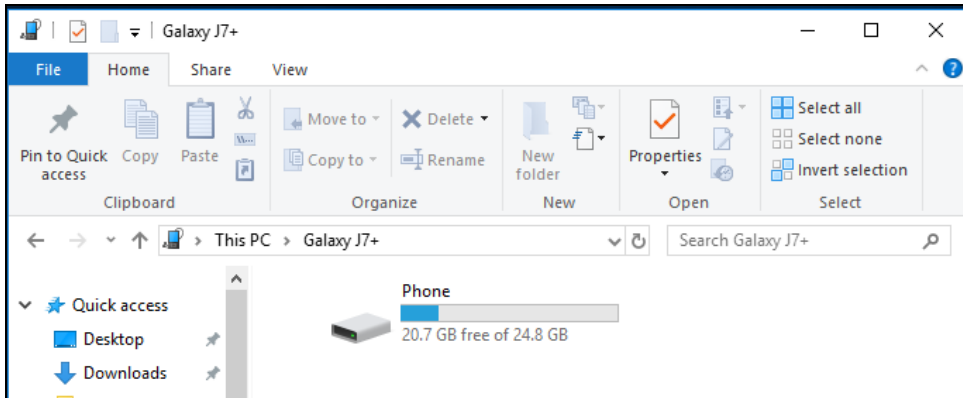 Galaxy J7+
File Home Share View
Pin to Quick access
Copy
Paste
W...
Clipboard
Move to
Copy to
Delete
Rename
Organize
New folder
New
Properties
Open
Select all
Select none
Invert selection
Select
This PC > Galaxy J7+
Search Galaxy J7+
Quick access
Desktop
Downloads
Phone
20.7 GB free of 24.8 GB